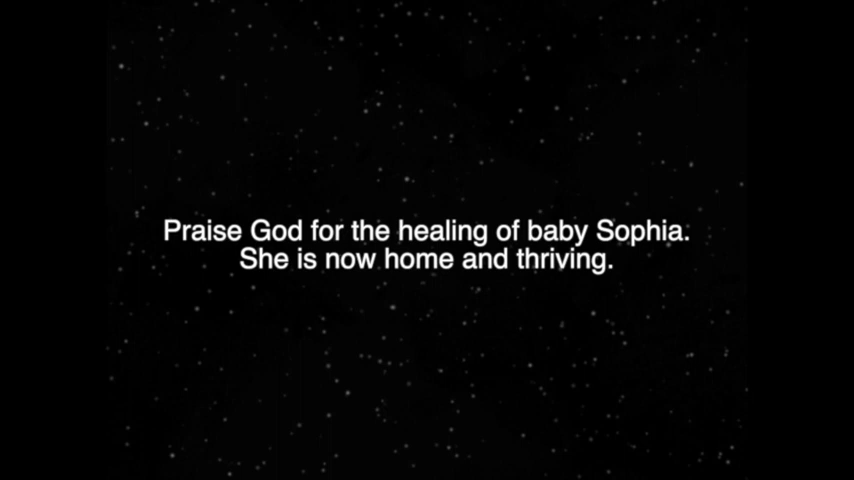 Praise God for the healing of baby Sophia.
She is now home and thriving.